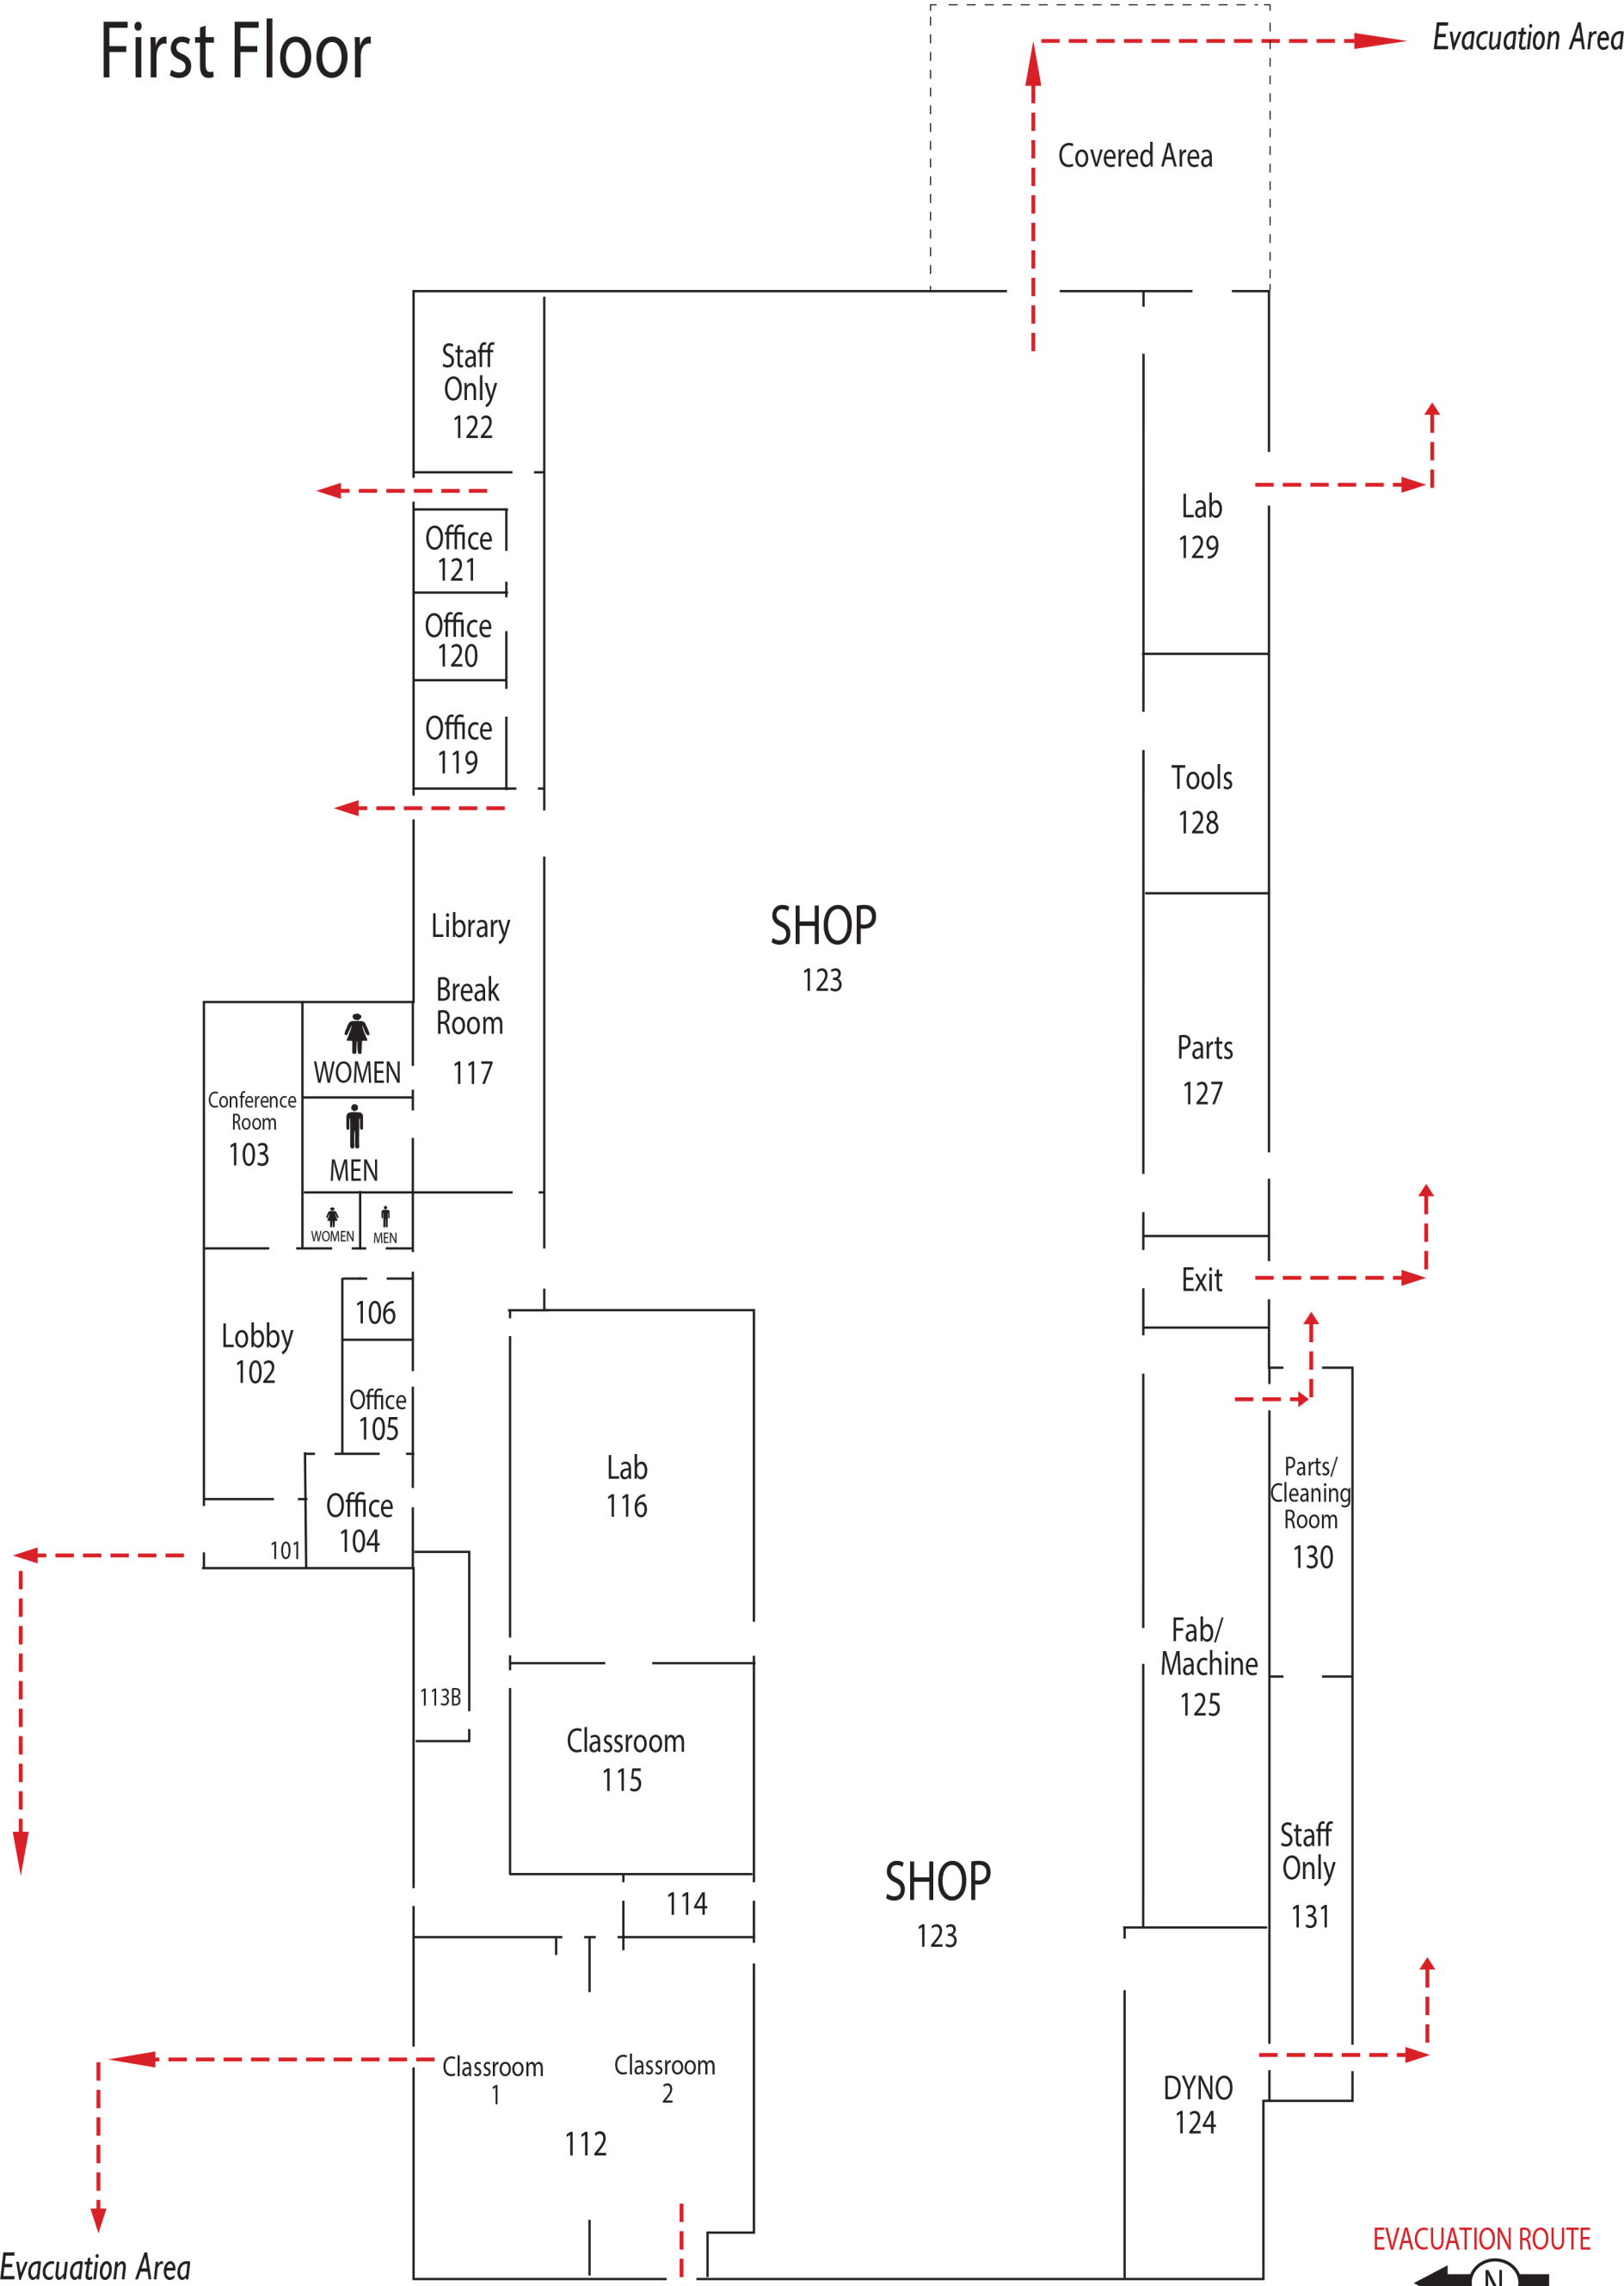 First Floor
Evacuation Area
Covered Area
Staff
Only
122
Office
121
Office
120
Office
119
Lab
129
Tools
128
Library
SHOP
123
Break
Room
117
Parts
127
WOMEN
Conference
Room
103
MEN
WOMEN
MEN
Exit
106
Lobby
102
Office
105
Lab
116
Office
104
101
Parts/
Cleaning
Room
130
113B
Fab/
Machine
125
Classroom
115
Staff
Only
131
114
SHOP
123
Classroom
1
Classroom
2
112
DYNO
124
Evacuation Area
EVACUATION ROUTE
N